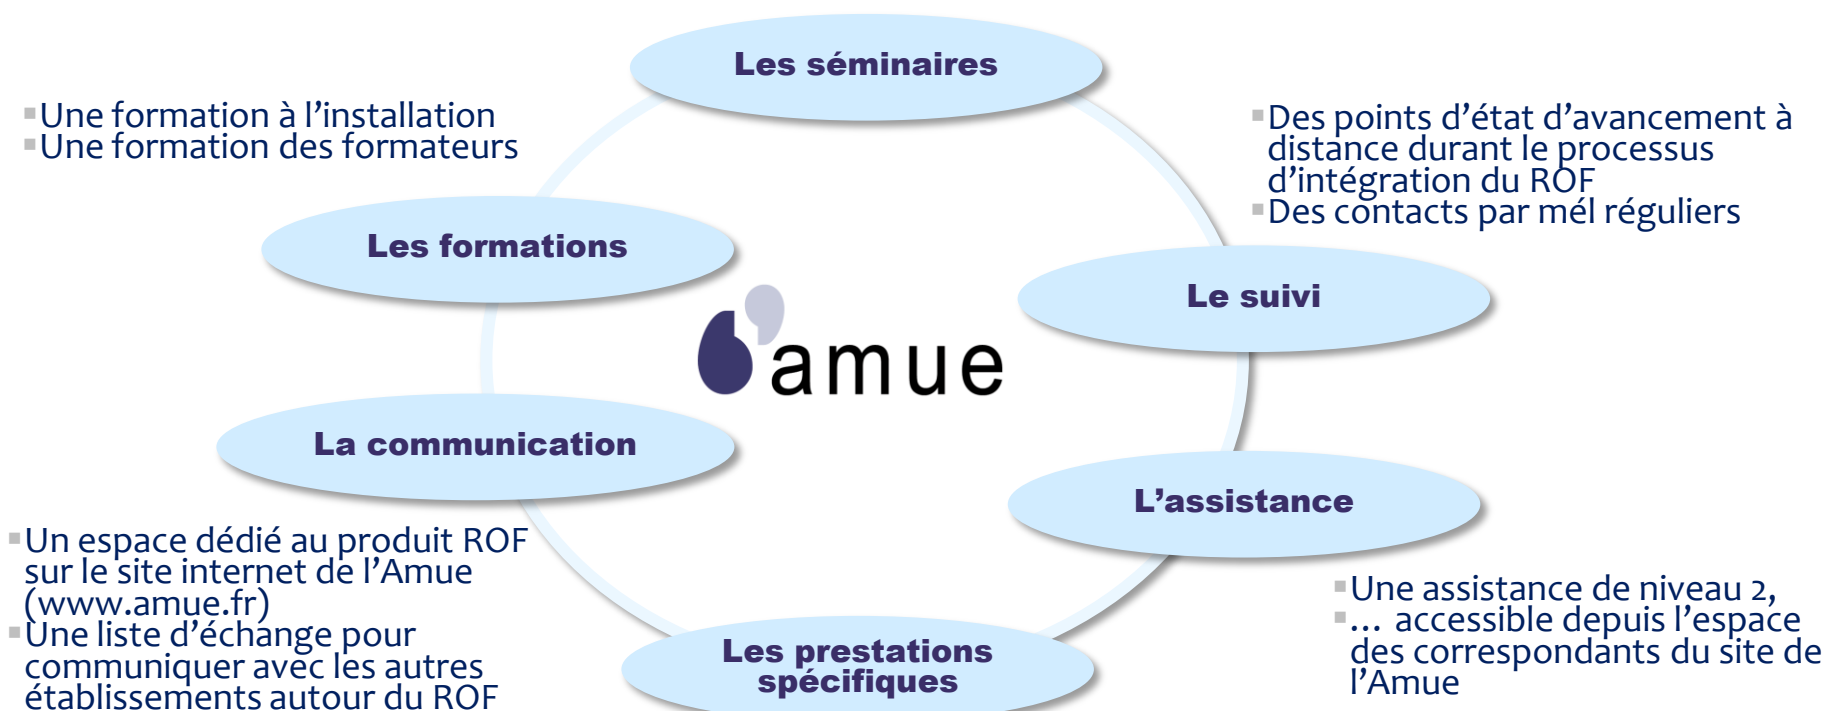 Les séminaires
▪Une formation à l’installation
▪Une formation des formateurs
▪Des points d’état d’avancement à
distance durant le processus
d’intégration du ROF
▪Des contacts par mél réguliers
Les formations
Le suivi
amue
La communication
L’assistance
▪Un espace dédié au produit ROF
sur le site internet de l’Amue
(www.amue.fr)
▪Une liste d’échange pour
communiquer avec les autres
établissements autour du ROF
▪Une assistance de niveau 2,
▪… accessible depuis l’espace
des correspondants du site de
l’Amue
Les prestations
spécifiques